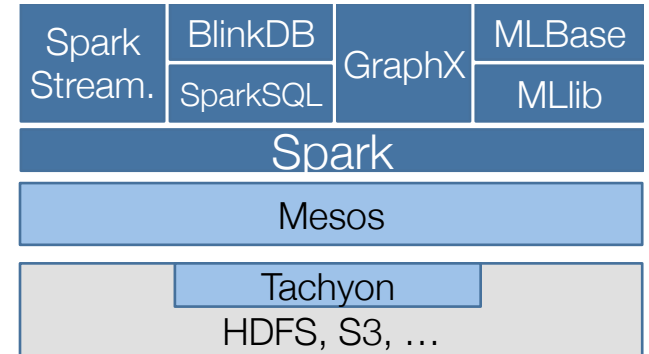 Spark
Stream.
BlinkDB
SparkSQL
GraphX
MLBase
MLlib
Spark
Mesos
Tachyon
HDFS, S3, …